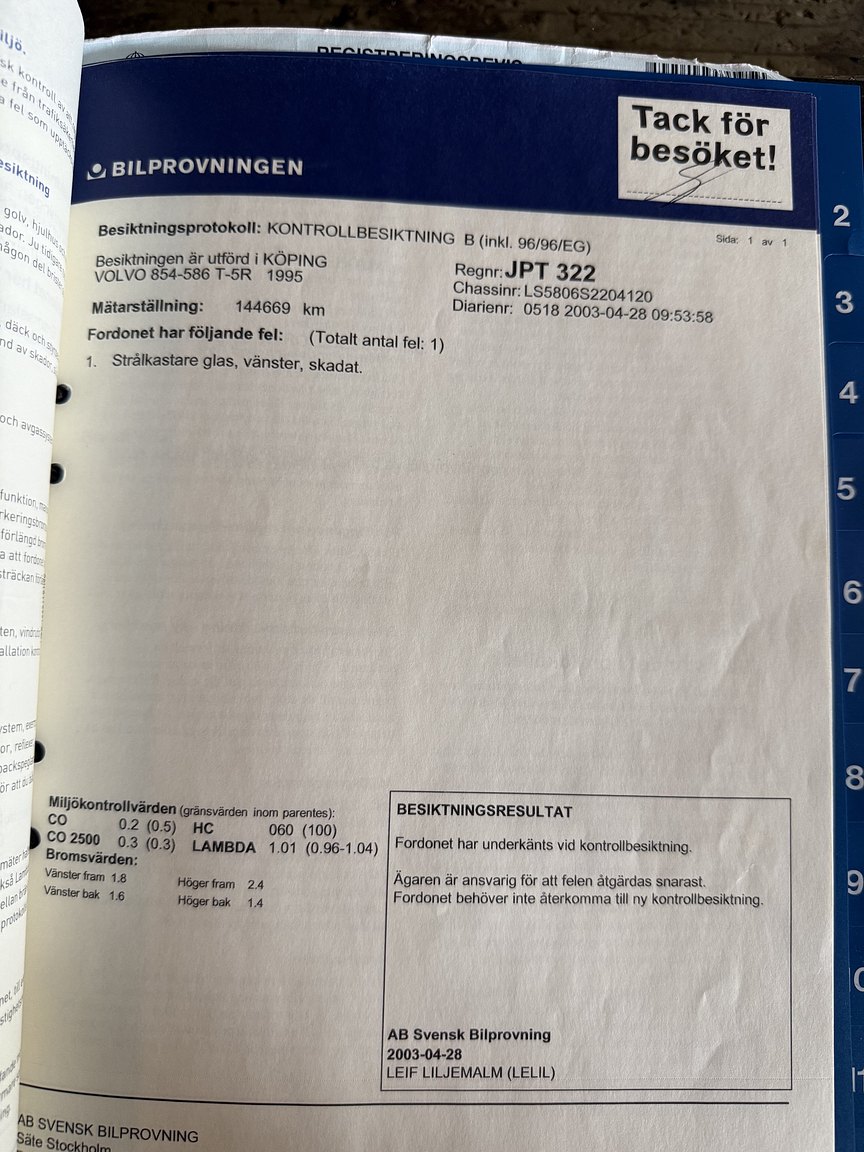 REGISTRERINGSBEVIS
Tack för
besöket!
BILPROVNINGEN
Besiktningsprotokoll: KONTROLLBESIKTNING B (inkl. 96/96/EG)
Sida: 1 av 1
Besiktningen är utförd i KÖPING
VOLVO 854-586 T-5R 1995
Regnr: JPT 322
Chassinr: LS5806S2204120
Mätarställning: 144669 km
Diarienr: 0518 2003-04-28 09:53:58
Fordonet har följande fel: (Totalt antal fel: 1)
1. Strålkastare glas, vänster, skadat.
Miljökontrollvärden (gränsvärden inom parentes):
CO 0.2 (0.5) HC 060 (100)
CO 2500 0.3 (0.3) LAMBDA 1.01 (0.96-1.04)
Bromsvärden:
Vänster fram 1.8 Höger fram 2.4
Vänster bak 1.6 Höger bak 1.4
BESIKTNINGSRESULTAT
Fordonet har underkänts vid kontrollbesiktning.
Ägaren är ansvarig för att felen åtgärdas snarast.
Fordonet behöver inte återkomma till ny kontrollbesiktning.
AB Svensk Bilprovning
2003-04-28
LEIF LILJEMALM (LELIL)
AB SVENSK BILPROVNING
Säte Stockholm
2
3
4
5
6
7
8
9